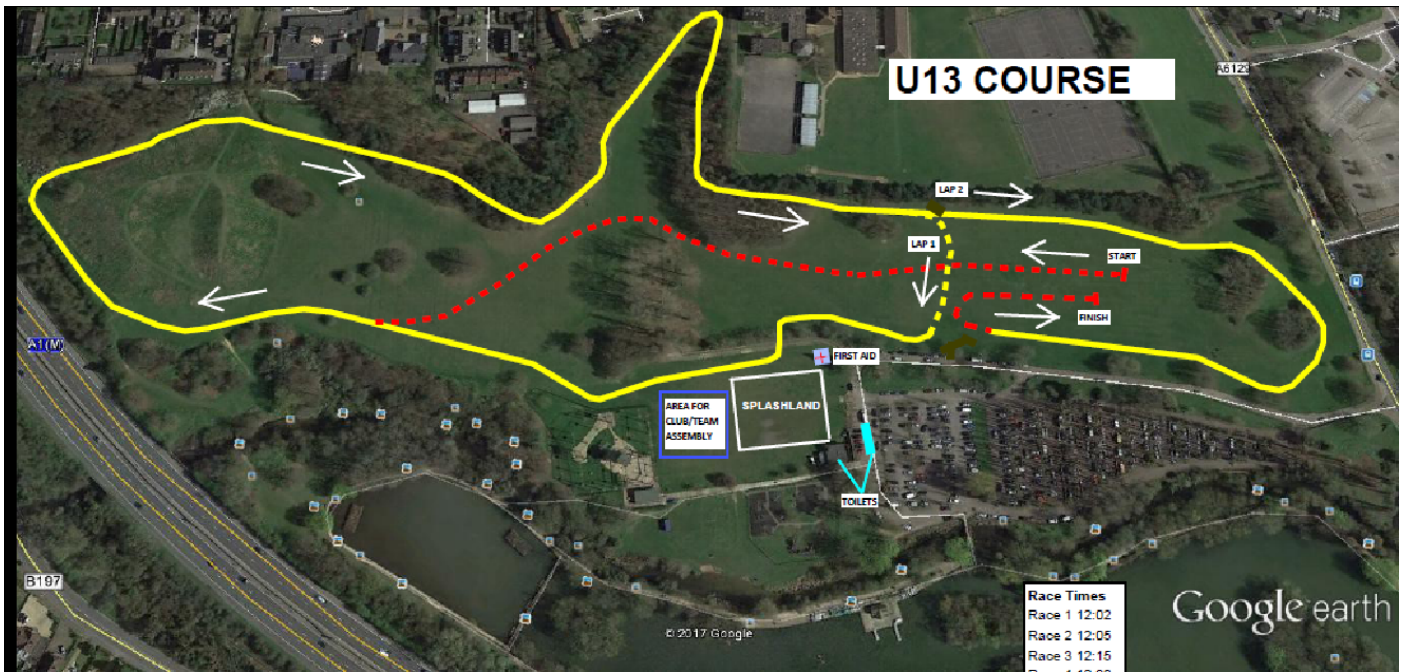 U13 COURSE
A6129
LAP 2
LAP 1
START
FINISH
A1(M)
FIRST AID
AREA FOR
CLUB/TEAM
ASSEMBLY
SPLASHLAND
TOILETS
B197
Race Times
Race 1 12:02
Race 2 12:05
Race 3 12:15
© 2017 Google
Google earth